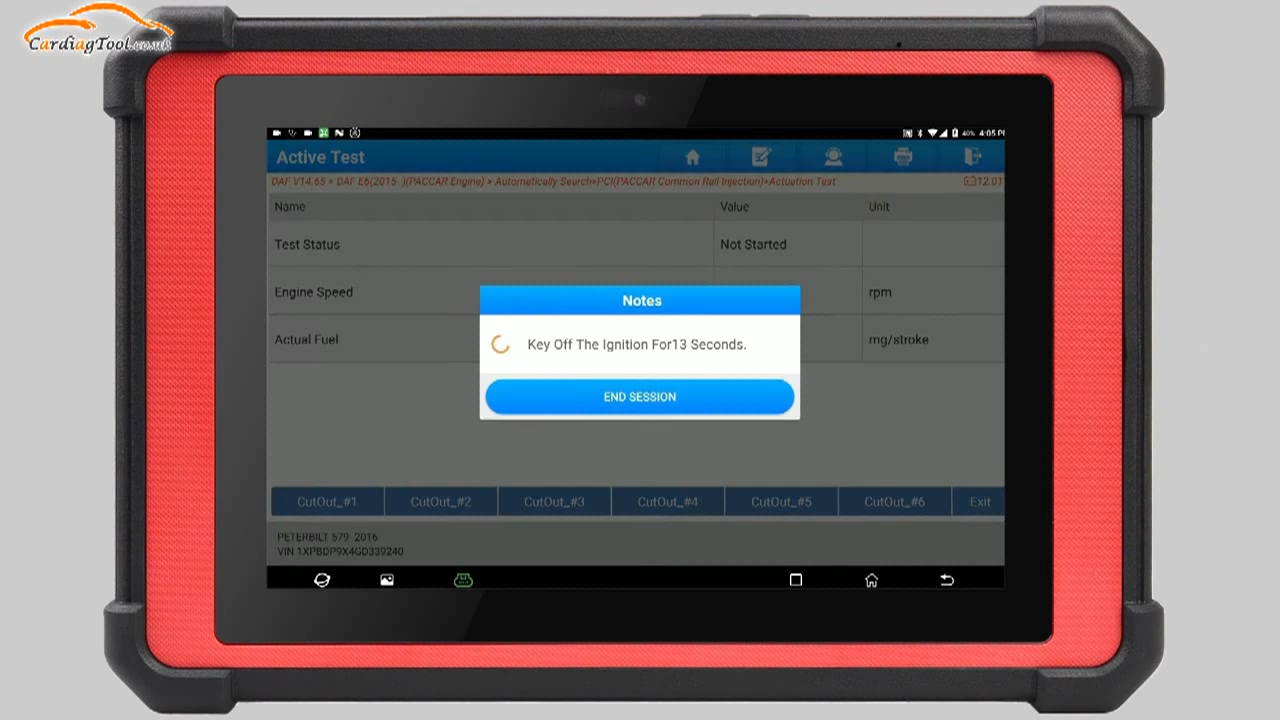 CardiagTool.co.uk
40% 4:05 PM
Active Test
DAF V14.65 > DAF E6(2015- )(PACCAR Engine) > Automatically Search>PCI(PACCAR Common Rail Injection)>Actuation Test 12.01
Name Value Unit
Test Status Not Started
Engine Speed rpm
Actual Fuel mg/stroke
Notes
Key Off The Ignition For13 Seconds.
END SESSION
CutOut_#1 CutOut_#2 CutOut_#3 CutOut_#4 CutOut_#5 CutOut_#6 Exit
PETERBILT 579 2016
VIN 1XPBDP9X4GD339240